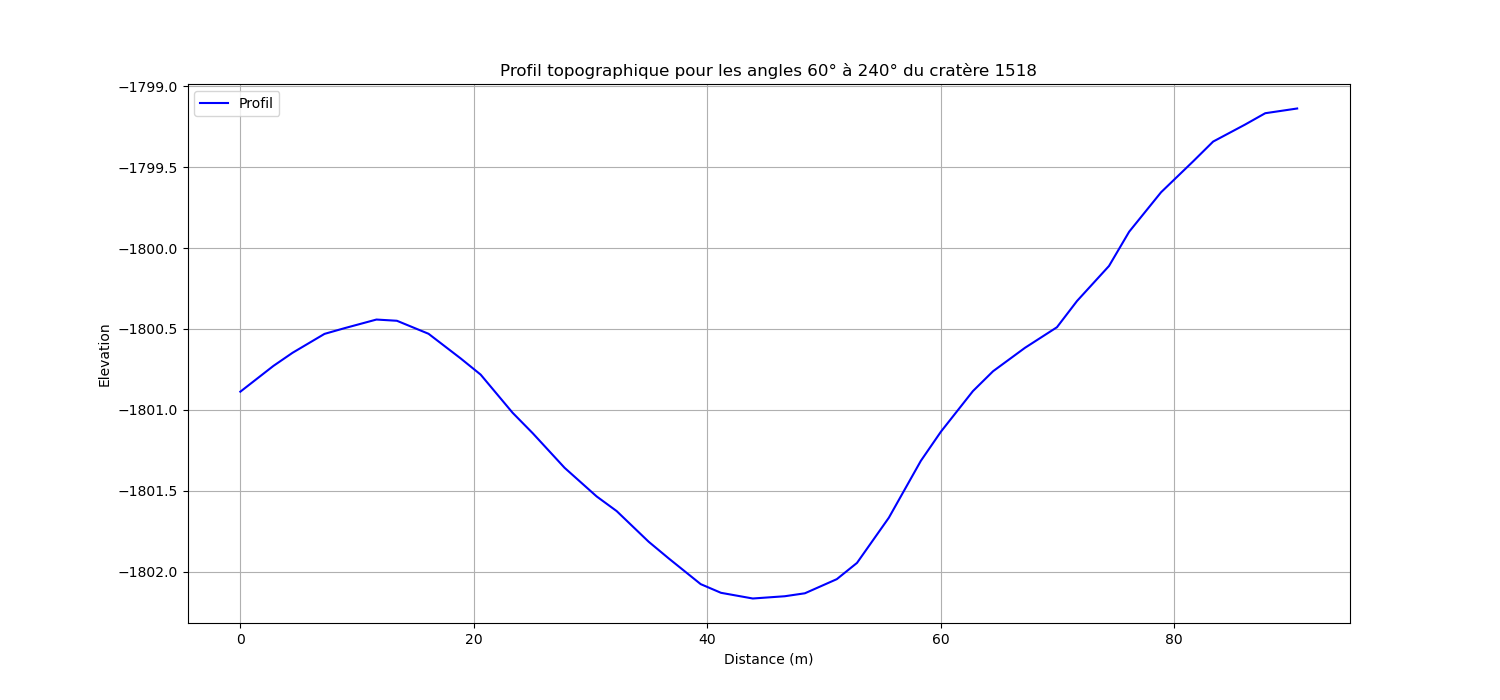 Profil topographique pour les angles 60° à 240° du cratère 1518
Profil
−1799.0
−1799.5
−1800.0
−1800.5
−1801.0
−1801.5
−1802.0
Elevation
0 20 40 60 80
Distance (m)